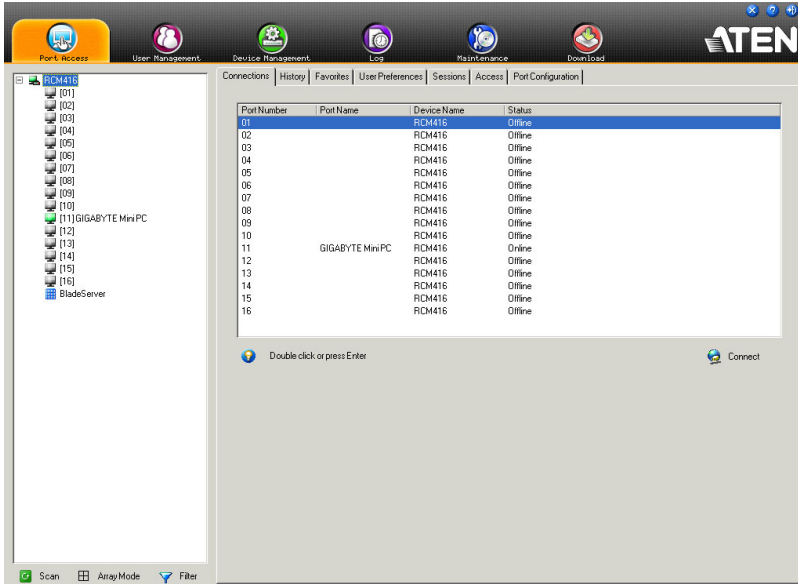 ATEN
Port Access
User Management
Device Management
Log
Maintenance
Download
RCM416
[01]
[02]
[03]
[04]
[05]
[06]
[07]
[08]
[09]
[10]
[11]GIGABYTE Mini PC
[12]
[13]
[14]
[15]
[16]
BladeServer
Scan
Array Mode
Filter
Connections
History
Favorites
User Preferences
Sessions
Access
Port Configuration
Port Number Port Name Device Name Status
01 RCM416 Offline
02 RCM416 Offline
03 RCM416 Offline
04 RCM416 Offline
05 RCM416 Offline
06 RCM416 Offline
07 RCM416 Offline
08 RCM416 Offline
09 RCM416 Offline
10 RCM416 Offline
11 GIGABYTE Mini PC RCM416 Online
12 RCM416 Offline
13 RCM416 Offline
14 RCM416 Offline
15 RCM416 Offline
16 RCM416 Offline
Double click or press Enter
Connect